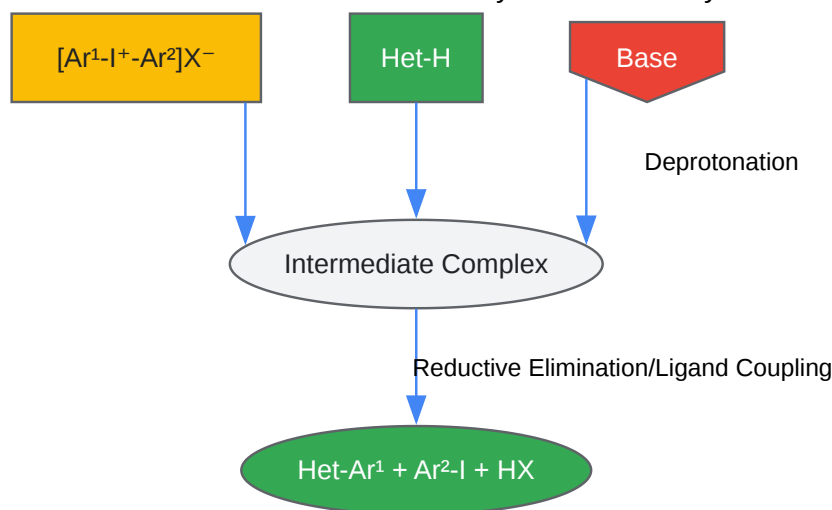 [Ar¹-I⁺-Ar²]X⁻
Het-H
Base
Deprotonation
Intermediate Complex
Reductive Elimination/Ligand Coupling
Het-Ar¹ + Ar²-I + HX